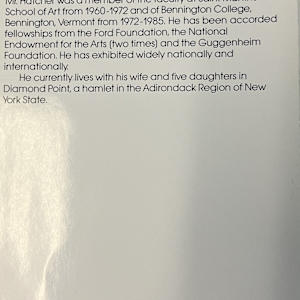 Mr. Hatcher was a member of the faculty at
School of Art from 1960-1972 and of Bennington College,
Bennington, Vermont from 1972-1985. He has been accorded
fellowships from the Ford Foundation, the National
Endowment for the Arts (two times) and the Guggenheim
Foundation. He has exhibited widely nationally and
internationally.
He currently lives with his wife and five daughters in
Diamond Point, a hamlet in the Adirondack Region of New
York State.